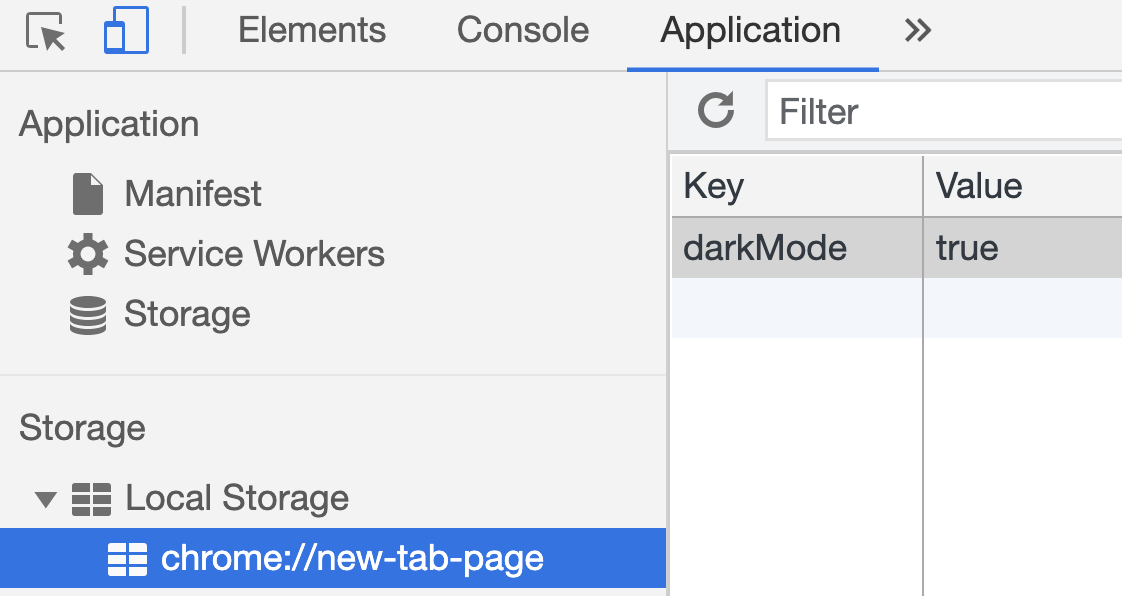 Elements Console Application
Application
Manifest
Service Workers
Storage
Storage
Local Storage
chrome://new-tab-page
Filter
Key Value
darkMode true